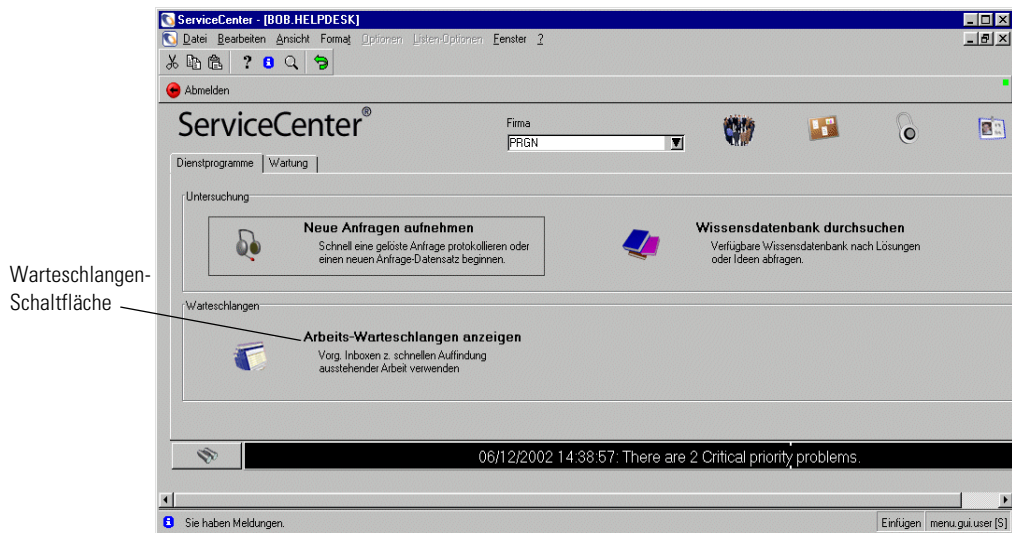 ServiceCenter - [BOB.HELPDESK]
Datei Bearbeiten Ansicht Format Optionen Listen-Optionen Fenster ?
Abmelden
ServiceCenter®
Firma
PRGN
Dienstprogramme Wartung
Untersuchung
Neue Anfragen aufnehmen
Schnell eine gelöste Anfrage protokollieren oder
einen neuen Anfrage-Datensatz beginnen.
Wissensdatenbank durchsuchen
Verfügbare Wissensdatenbank nach Lösungen
oder Ideen abfragen.
Warteschlangen-
Schaltfläche
Warteschlangen
Arbeits-Warteschlangen anzeigen
Vorg. Inboxen z. schnellen Auffindung
ausstehender Arbeit verwenden
06/12/2002 14:38:57: There are 2 Critical priority problems.
Sie haben Meldungen.
Einfügen menu.gui.user [S]